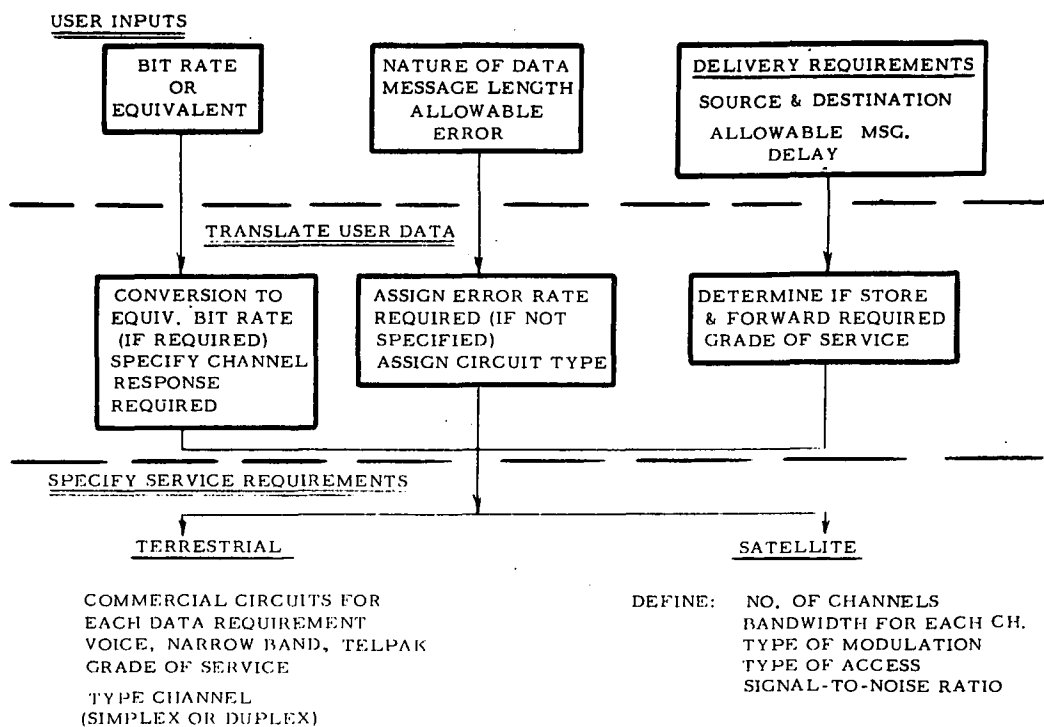 USER INPUTS
BIT RATE
OR
EQUIVALENT
NATURE OF DATA
MESSAGE LENGTH
ALLOWABLE
ERROR
DELIVERY REQUIREMENTS
SOURCE & DESTINATION
ALLOWABLE MSG.
DELAY
TRANSLATE USER DATA
CONVERSION TO
EQUIV. BIT RATE
(IF REQUIRED)
SPECIFY CHANNEL
RESPONSE
REQUIRED
ASSIGN ERROR RATE
REQUIRED (IF NOT
SPECIFIED)
ASSIGN CIRCUIT TYPE
DETERMINE IF STORE
& FORWARD REQUIRED
GRADE OF SERVICE
SPECIFY SERVICE REQUIREMENTS
TERRESTRIAL
COMMERCIAL CIRCUITS FOR
EACH DATA REQUIREMENT
VOICE, NARROW BAND, TELPAK
GRADE OF SERVICE
TYPE CHANNEL
(SIMPLEX OR DUPLEX)
SATELLITE
DEFINE: NO. OF CHANNELS
BANDWIDTH FOR EACH CH.
TYPE OF MODULATION
TYPE OF ACCESS
SIGNAL-TO-NOISE RATIO